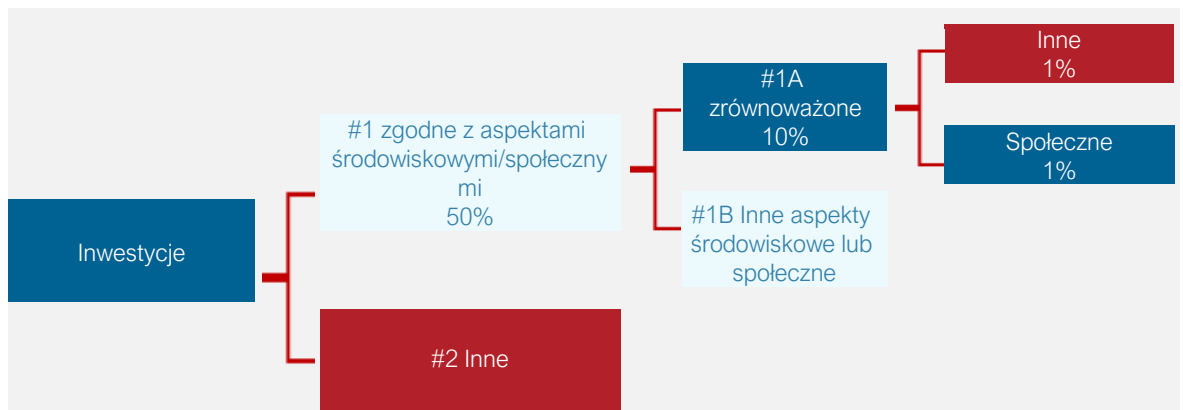 Inwestycje
#1 zgodne z aspektami
środowiskowymi/społeczny
mi
50%
#2 Inne
#1A
zrównoważone
10%
#1B Inne aspekty
środowiskowe lub
społeczne
Inne
1%
Społeczne
1%